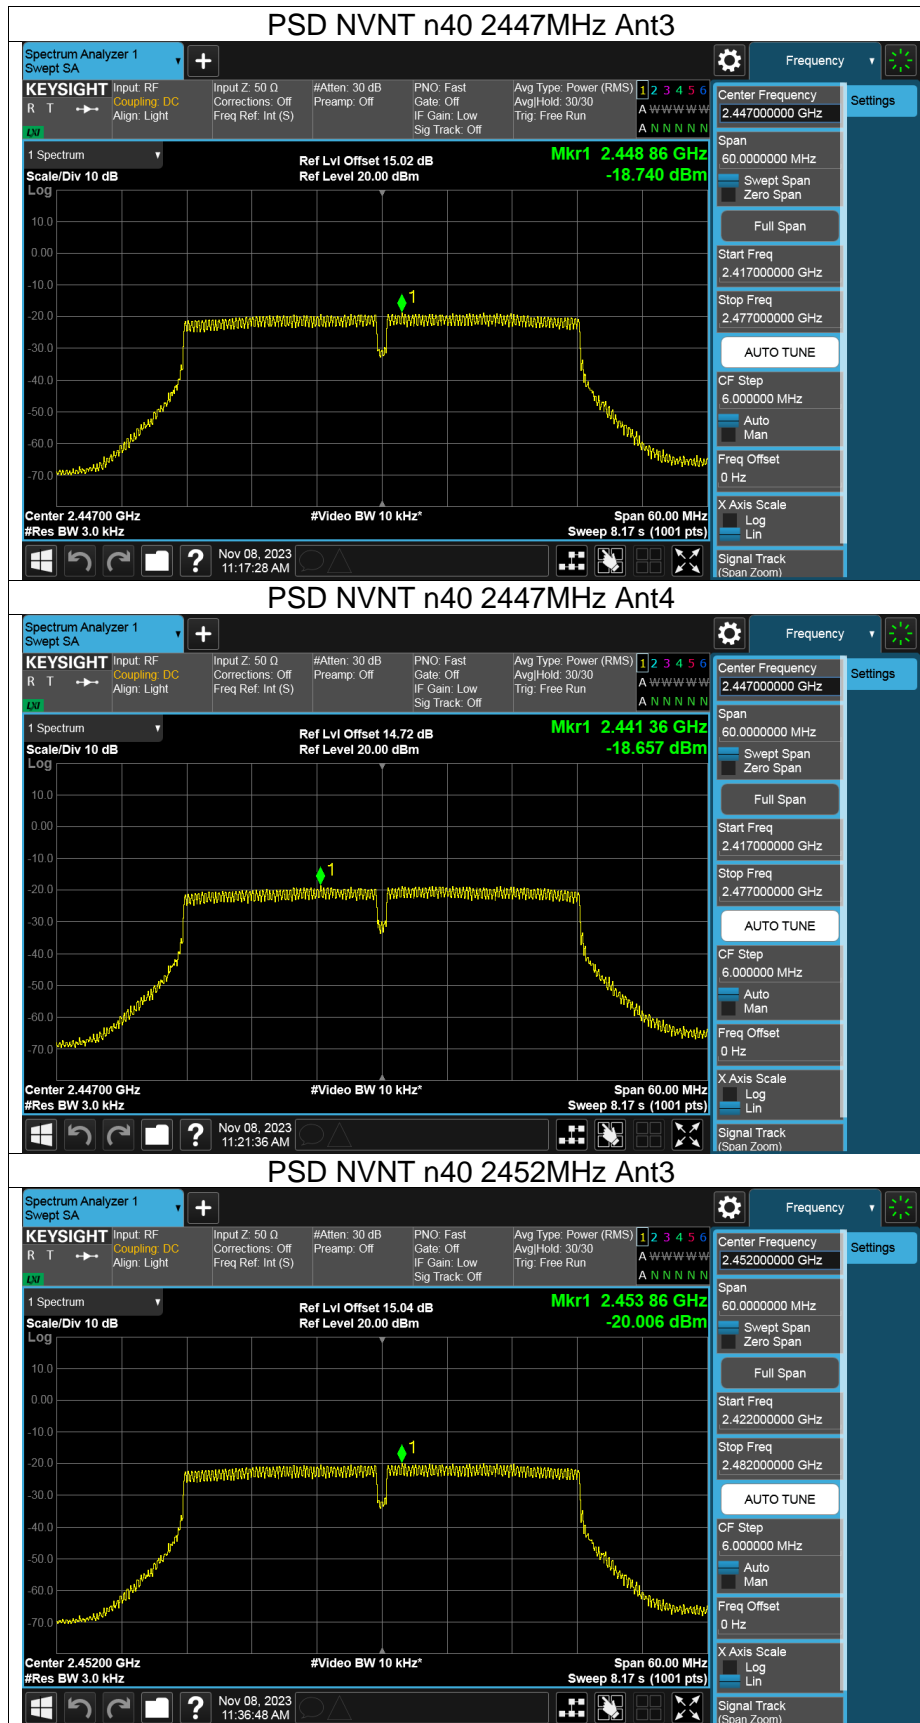 PSD NVNT n40 2447MHz Ant3
Spectrum Analyzer 1
Swept SA
Frequency
KEYSIGHT
R T
LXI
Input: RF
Coupling: DC
Align: Light
Input Z: 50 Ω
Corrections: Off
Freq Ref: Int (S)
#Atten: 30 dB
Preamp: Off
PNO: Fast
Gate: Off
IF Gain: Low
Sig Track: Off
Avg Type: Power (RMS)
Avg|Hold: 30/30
Trig: Free Run
1 2 3 4 5 6
A W W W W W
A N N N N N
Center Frequency
2.447000000 GHz
Settings
Span
60.0000000 MHz
Swept Span
Zero Span
Full Span
Start Freq
2.417000000 GHz
Stop Freq
2.477000000 GHz
AUTO TUNE
CF Step
6.000000 MHz
Auto
Man
Freq Offset
0 Hz
X Axis Scale
Log
Lin
Signal Track
(Span Zoom)
1 Spectrum
Scale/Div 10 dB
Log
Ref Lvl Offset 15.02 dB
Ref Level 20.00 dBm
Mkr1 2.448 86 GHz
-18.740 dBm
10.0
0.00
-10.0
-20.0
-30.0
-40.0
-50.0
-60.0
-70.0
1
Center 2.44700 GHz
#Res BW 3.0 kHz
#Video BW 10 kHz*
Span 60.00 MHz
Sweep 8.17 s (1001 pts)
?
Nov 08, 2023
11:17:28 AM
PSD NVNT n40 2447MHz Ant4
Spectrum Analyzer 1
Swept SA
Frequency
KEYSIGHT
R T
LXI
Input: RF
Coupling: DC
Align: Light
Input Z: 50 Ω
Corrections: Off
Freq Ref: Int (S)
#Atten: 30 dB
Preamp: Off
PNO: Fast
Gate: Off
IF Gain: Low
Sig Track: Off
Avg Type: Power (RMS)
Avg|Hold: 30/30
Trig: Free Run
1 2 3 4 5 6
A W W W W W
A N N N N N
Center Frequency
2.447000000 GHz
Settings
Span
60.0000000 MHz
Swept Span
Zero Span
Full Span
Start Freq
2.417000000 GHz
Stop Freq
2.477000000 GHz
AUTO TUNE
CF Step
6.000000 MHz
Auto
Man
Freq Offset
0 Hz
X Axis Scale
Log
Lin
Signal Track
(Span Zoom)
1 Spectrum
Scale/Div 10 dB
Log
Ref Lvl Offset 14.72 dB
Ref Level 20.00 dBm
Mkr1 2.441 36 GHz
-18.657 dBm
10.0
0.00
-10.0
-20.0
-30.0
-40.0
-50.0
-60.0
-70.0
1
Center 2.44700 GHz
#Res BW 3.0 kHz
#Video BW 10 kHz*
Span 60.00 MHz
Sweep 8.17 s (1001 pts)
?
Nov 08, 2023
11:21:36 AM
PSD NVNT n40 2452MHz Ant3
Spectrum Analyzer 1
Swept SA
Frequency
KEYSIGHT
R T
LXI
Input: RF
Coupling: DC
Align: Light
Input Z: 50 Ω
Corrections: Off
Freq Ref: Int (S)
#Atten: 30 dB
Preamp: Off
PNO: Fast
Gate: Off
IF Gain: Low
Sig Track: Off
Avg Type: Power (RMS)
Avg|Hold: 30/30
Trig: Free Run
1 2 3 4 5 6
A W W W W W
A N N N N N
Center Frequency
2.452000000 GHz
Settings
Span
60.0000000 MHz
Swept Span
Zero Span
Full Span
Start Freq
2.422000000 GHz
Stop Freq
2.482000000 GHz
AUTO TUNE
CF Step
6.000000 MHz
Auto
Man
Freq Offset
0 Hz
X Axis Scale
Log
Lin
Signal Track
(Span Zoom)
1 Spectrum
Scale/Div 10 dB
Log
Ref Lvl Offset 15.04 dB
Ref Level 20.00 dBm
Mkr1 2.453 86 GHz
-20.006 dBm
10.0
0.00
-10.0
-20.0
-30.0
-40.0
-50.0
-60.0
-70.0
1
Center 2.45200 GHz
#Res BW 3.0 kHz
#Video BW 10 kHz*
Span 60.00 MHz
Sweep 8.17 s (1001 pts)
?
Nov 08, 2023
11:36:48 AM